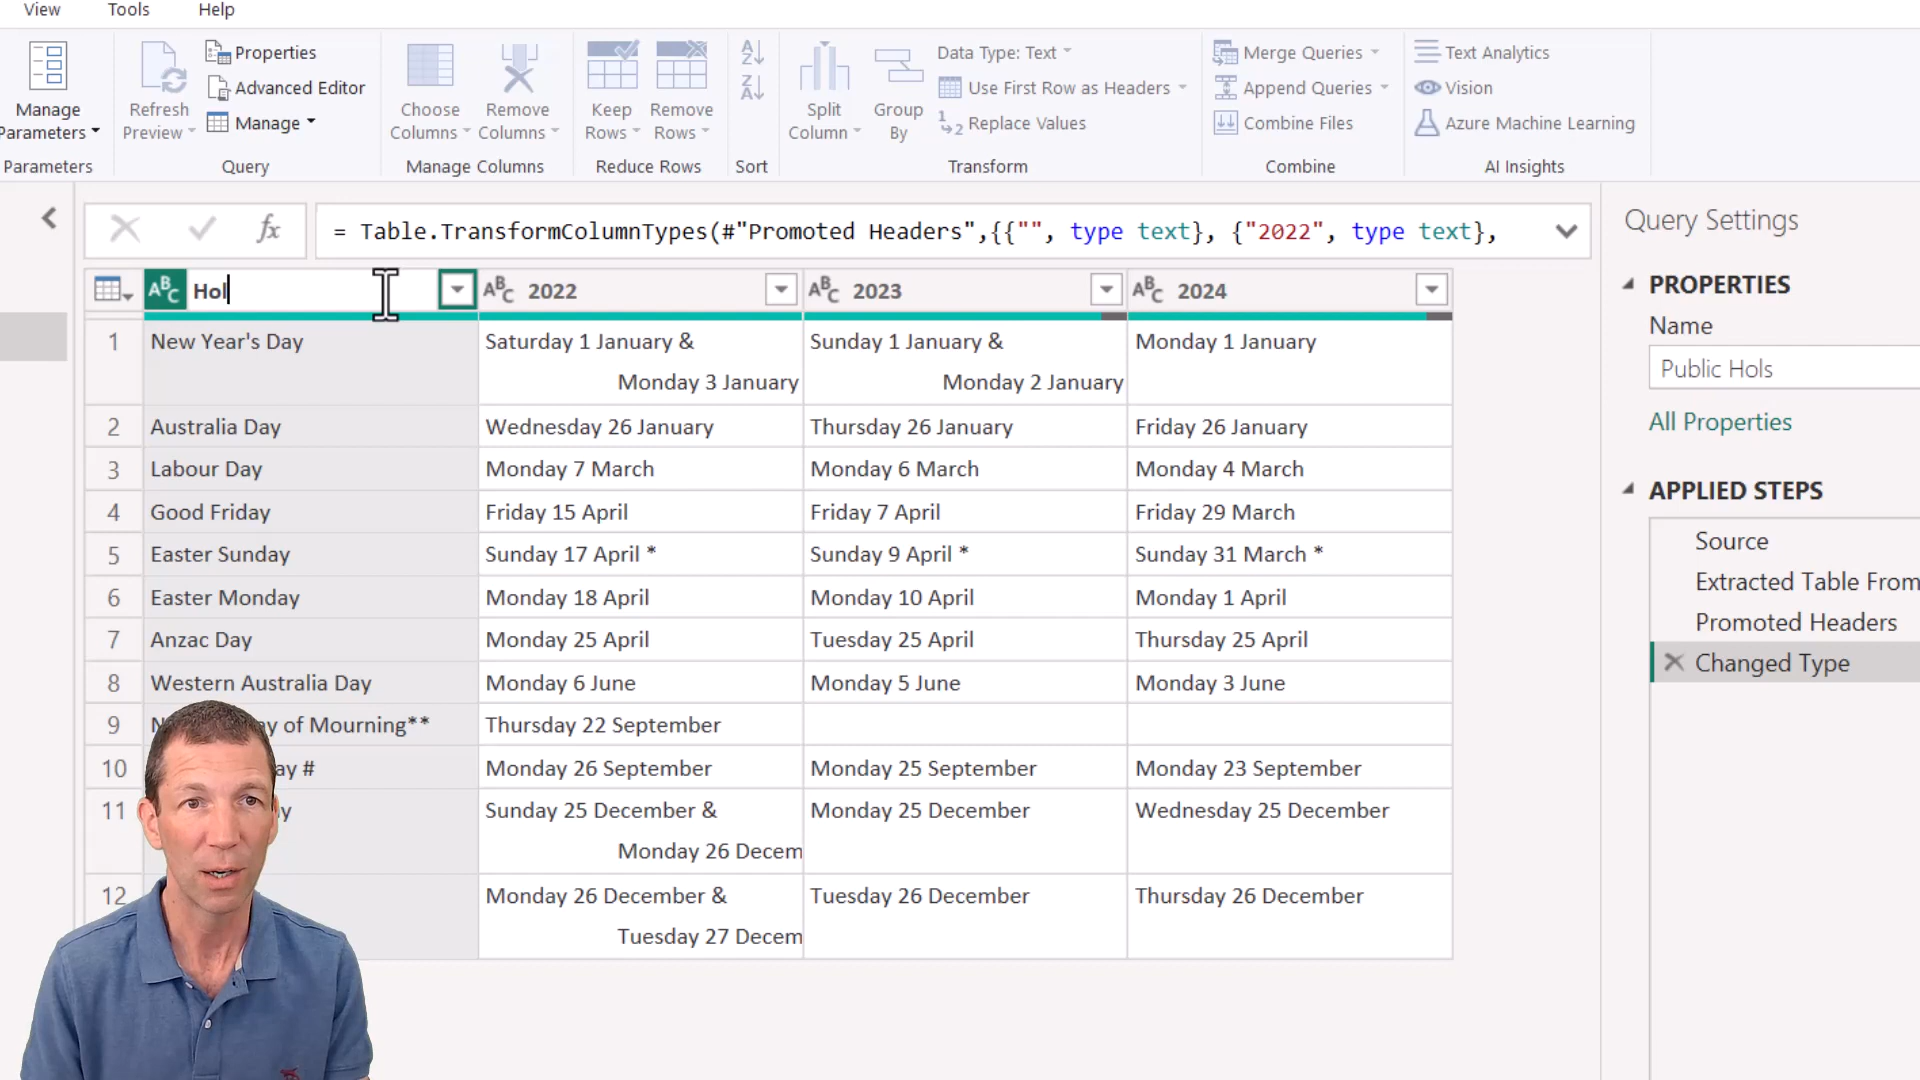 View Tools Help
Manage Parameters
Refresh Preview
Properties
Advanced Editor
Manage
Choose Columns
Remove Columns
Keep Rows
Remove Rows
Split Column
Group By
Data Type: Text
Use First Row as Headers
Replace Values
Merge Queries
Append Queries
Combine Files
Text Analytics
Vision
Azure Machine Learning
Parameters Query Manage Columns Reduce Rows Sort Transform Combine AI Insights
fx = Table.TransformColumnTypes(#"Promoted Headers",{{"", type text}, {"2022", type text},
ABC Hol ABC 2022 ABC 2023 ABC 2024
1 New Year's Day Saturday 1 January & Sunday 1 January & Monday 1 January
Monday 3 January Monday 2 January
2 Australia Day Wednesday 26 January Thursday 26 January Friday 26 January
3 Labour Day Monday 7 March Monday 6 March Monday 4 March
4 Good Friday Friday 15 April Friday 7 April Friday 29 March
5 Easter Sunday Sunday 17 April * Sunday 9 April * Sunday 31 March *
6 Easter Monday Monday 18 April Monday 10 April Monday 1 April
7 Anzac Day Monday 25 April Tuesday 25 April Thursday 25 April
8 Western Australia Day Monday 6 June Monday 5 June Monday 3 June
9 of Mourning** Thursday 22 September
10 # Monday 26 September Monday 25 September Monday 23 September
11 Sunday 25 December & Monday 25 December Wednesday 25 December
Monday 26 Decem
12 Monday 26 December & Tuesday 26 December Thursday 26 December
Tuesday 27 Decem
Query Settings
PROPERTIES
Name
Public Hols
All Properties
APPLIED STEPS
Source
Extracted Table From
Promoted Headers
Changed Type